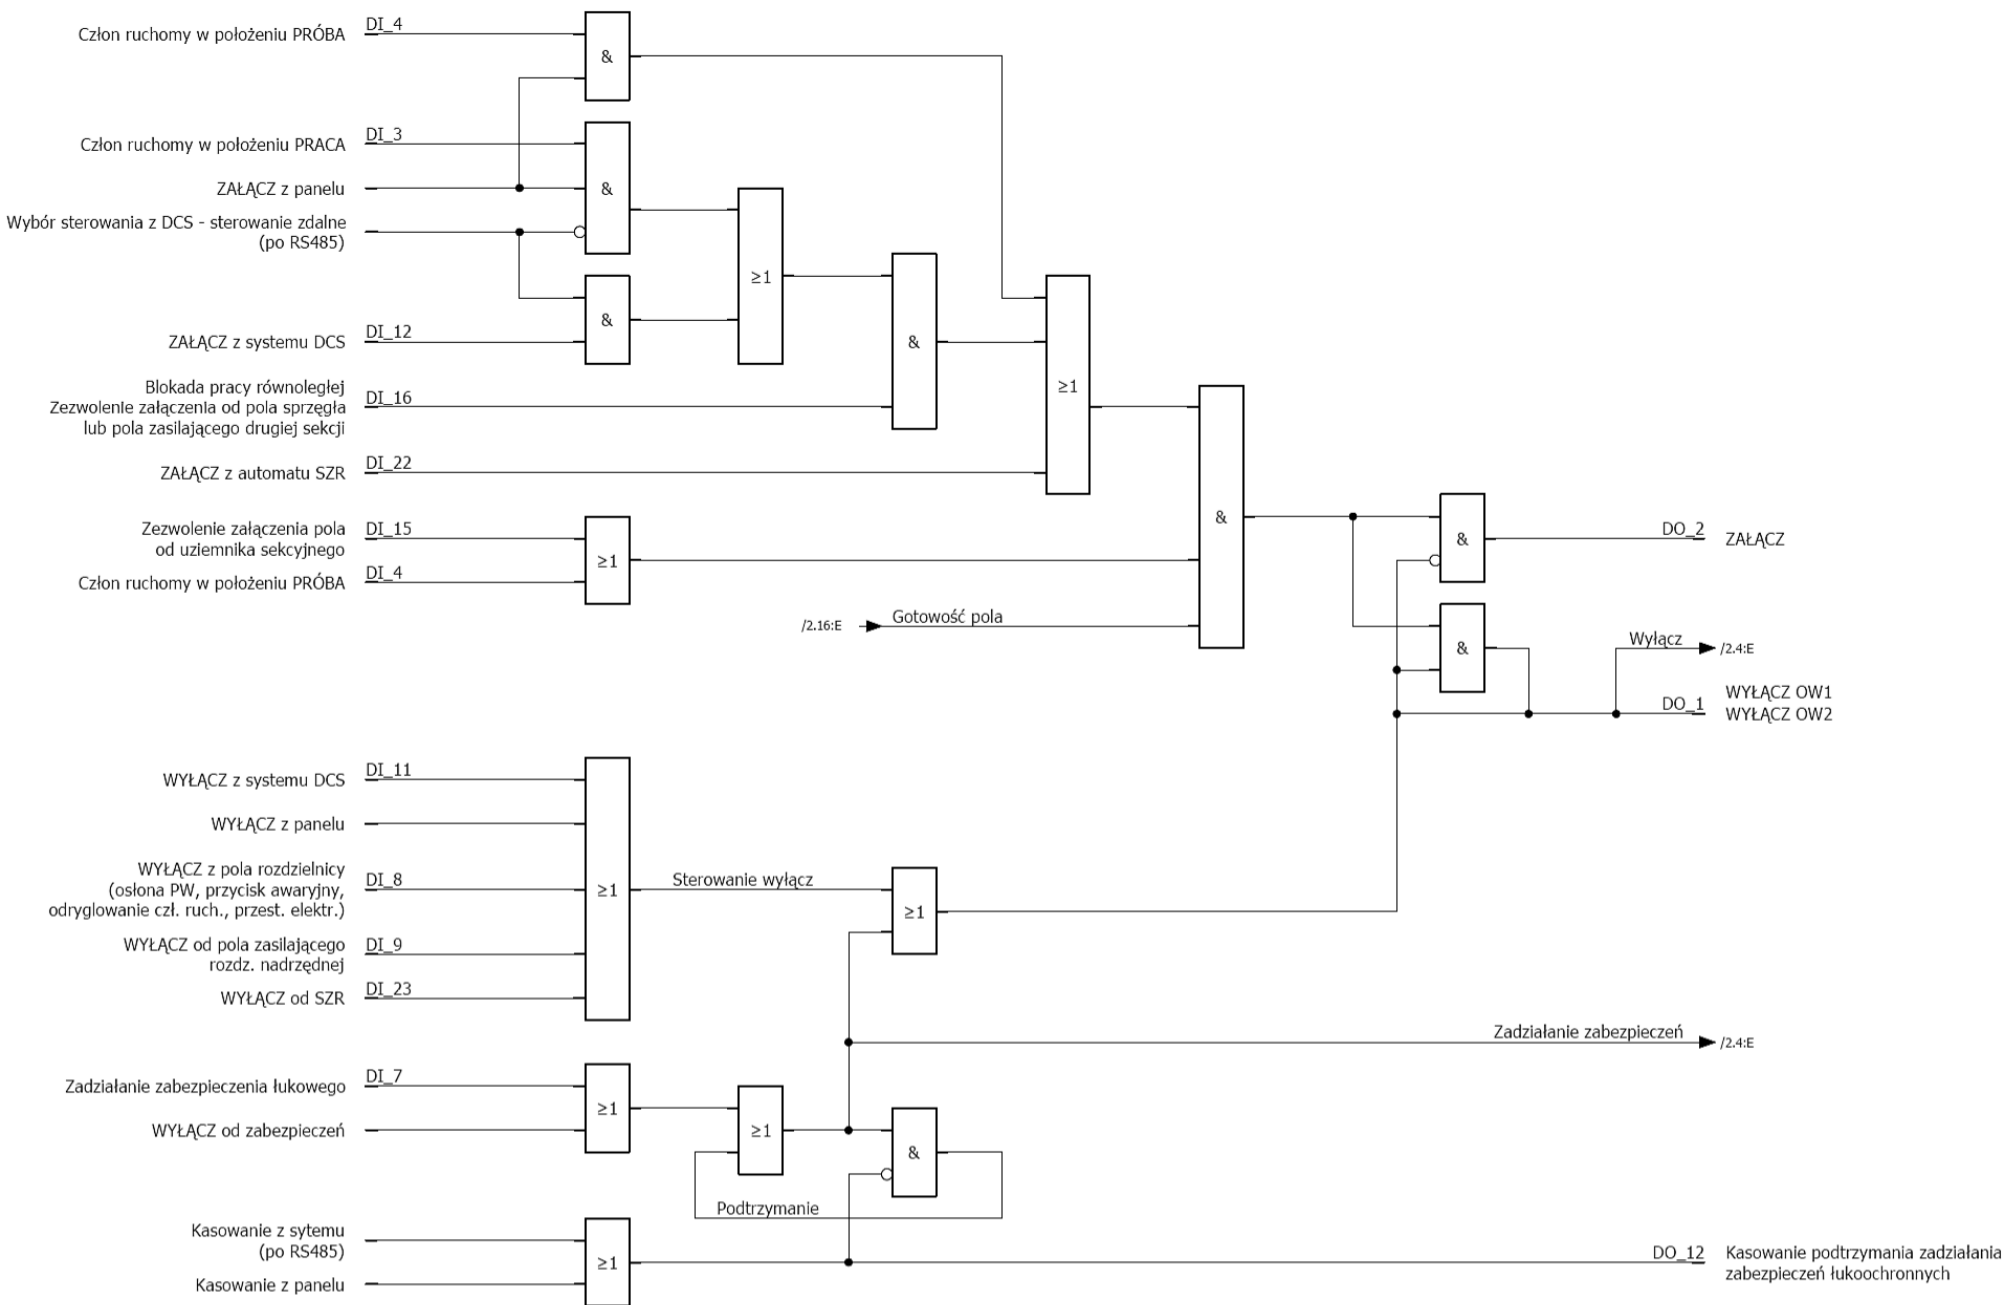 Człon ruchomy w położeniu PRÓBA
DI_4
&
Człon ruchomy w położeniu PRACA
DI_3
ZAŁĄCZ z panelu
&
Wybór sterowania z DCS - sterowanie zdalne
(po RS485)
≥1
&
ZAŁĄCZ z systemu DCS
DI_12
&
Blokada pracy równoległej
Zezwolenie załączenia od pola sprzęgła
lub pola zasilającego drugiej sekcji
DI_16
≥1
ZAŁĄCZ z automatu SZR
DI_22
Zezwolenie załączenia pola
od uziemnika sekcyjnego
DI_15
≥1
&
&
DO_2
ZAŁĄCZ
Człon ruchomy w położeniu PRÓBA
DI_4
/2.16:E
Gotowość pola
&
Wyłącz
/2.4:E
DO_1
WYŁĄCZ OW1
WYŁĄCZ OW2
WYŁĄCZ z systemu DCS
DI_11
WYŁĄCZ z panelu
WYŁĄCZ z pola rozdzielnicy
(osłona PW, przycisk awaryjny,
odryglowanie czł. ruch., przest. elektr.)
DI_8
≥1
Sterowanie wyłącz
≥1
WYŁĄCZ od pola zasilającego
rozdz. nadrzędnej
DI_9
WYŁĄCZ od SZR
DI_23
Zadziałanie zabezpieczeń
/2.4:E
Zadziałanie zabezpieczenia łukowego
DI_7
≥1
WYŁĄCZ od zabezpieczeń
≥1
&
Podtrzymanie
Kasowanie z sytemu
(po RS485)
≥1
Kasowanie z panelu
DO_12
Kasowanie podtrzymania zadziałania
zabezpieczeń łukoochronnych